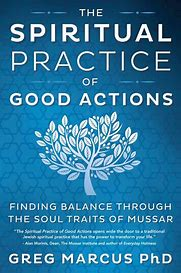 THE
SPIRITUAL
PRACTICE
OF
GOOD ACTIONS
FINDING BALANCE THROUGH
THE SOUL TRAITS OF MUSSAR
"The Spiritual Practice of Good Actions opens wide the door to a traditional
Jewish spiritual practice that has the power to transform your life."
—Alan Morinis, Dean, The Mussar Institute and author of Everyday Holiness
GREG MARCUS PhD